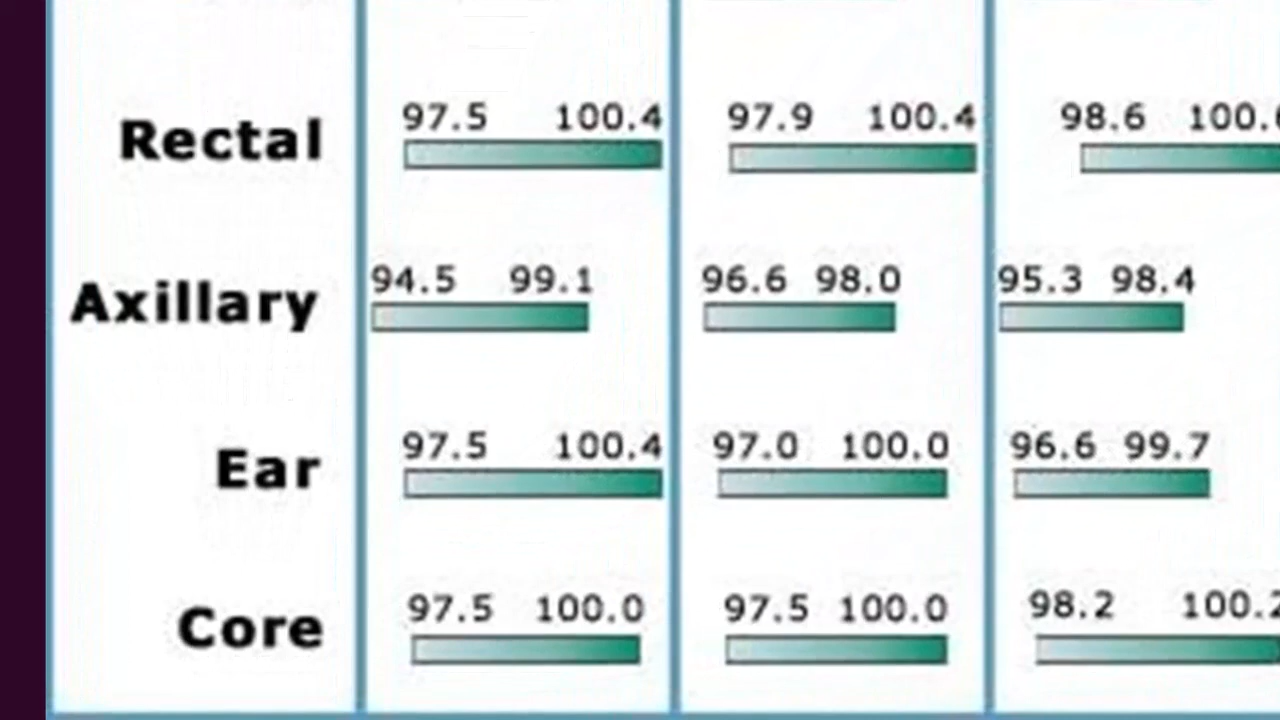 Rectal 97.5 100.4 97.9 100.4 98.6
Axillary 94.5 99.1 96.6 98.0 95.3 98.4
Ear 97.5 100.4 97.0 100.0 96.6 99.7
Core 97.5 100.0 97.5 100.0 98.2 100.2